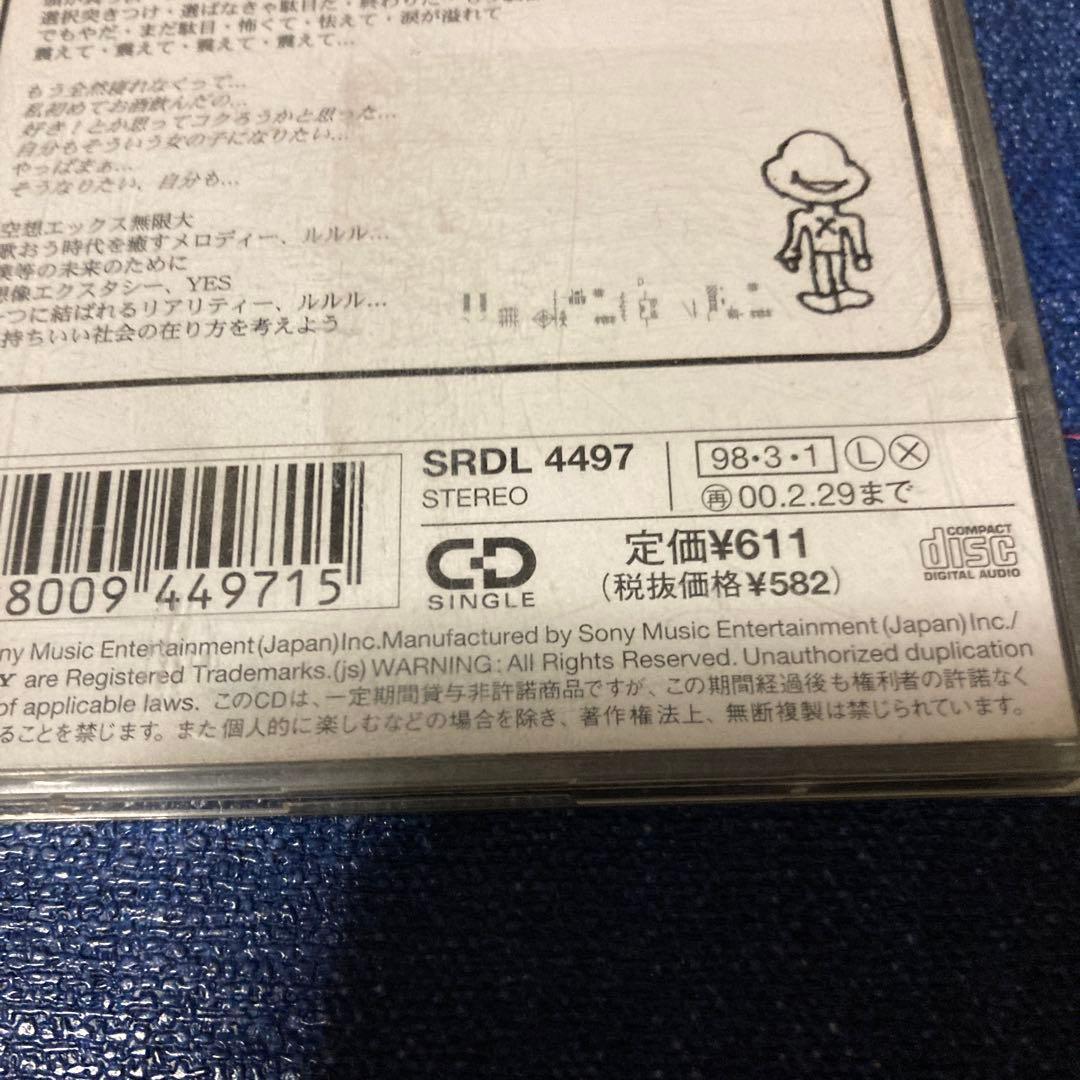 選択突きつけ・選ばなきゃ駄目だ・終わりだ
でもやだ・まだ駄目・怖くて・怯えて・涙が溢れて
震えて・震えて・震えて・震えて…
もう全然
私初めてお酒飲んだの…
好き!とか思ってコクろうかと思った…
自分もそういう女の子になりたい…
やっぱまぁ…
そうなりたい、自分も…
空想エックス無限大
歌おう時代を癒すメロディー、ルルル…
等の未来のために
想像エクスタシー、YES
つに結ばれるリアリティー、ルルル…
持ちいい社会の在り方を考えよう
X
SRDL 4497
STEREO
98・3・1 Ⓛ Ⓧ
再 00.2.29まで
8009 449715
CD
SINGLE
定価¥611
(税抜価格¥582)
COMPACT
disc
DIGITAL AUDIO
ny Music Entertainment(Japan)Inc.Manufactured by Sony Music Entertainment(Japan)Inc./
Y are Registered Trademarks.(js) WARNING: All Rights Reserved. Unauthorized duplication
of applicable laws. このCDは、一定期間貸与非許諾商品ですが、この期間経過後も権利者の許諾なく
ることを禁じます。また個人的に楽しむなどの場合を除き、著作権法上、無断複製は禁じられています。